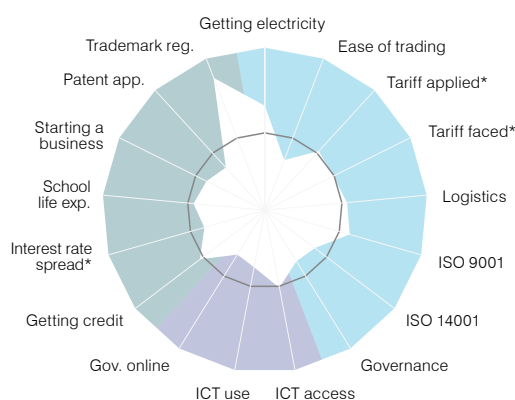 Getting electricity
Trademark reg.
Ease of trading
Patent app.
Tariff applied*
Starting a
business
Tariff faced*
School
life exp.
Logistics
Interest rate
spread*
ISO 9001
Getting credit
ISO 14001
Gov. online
Governance
ICT use
ICT access